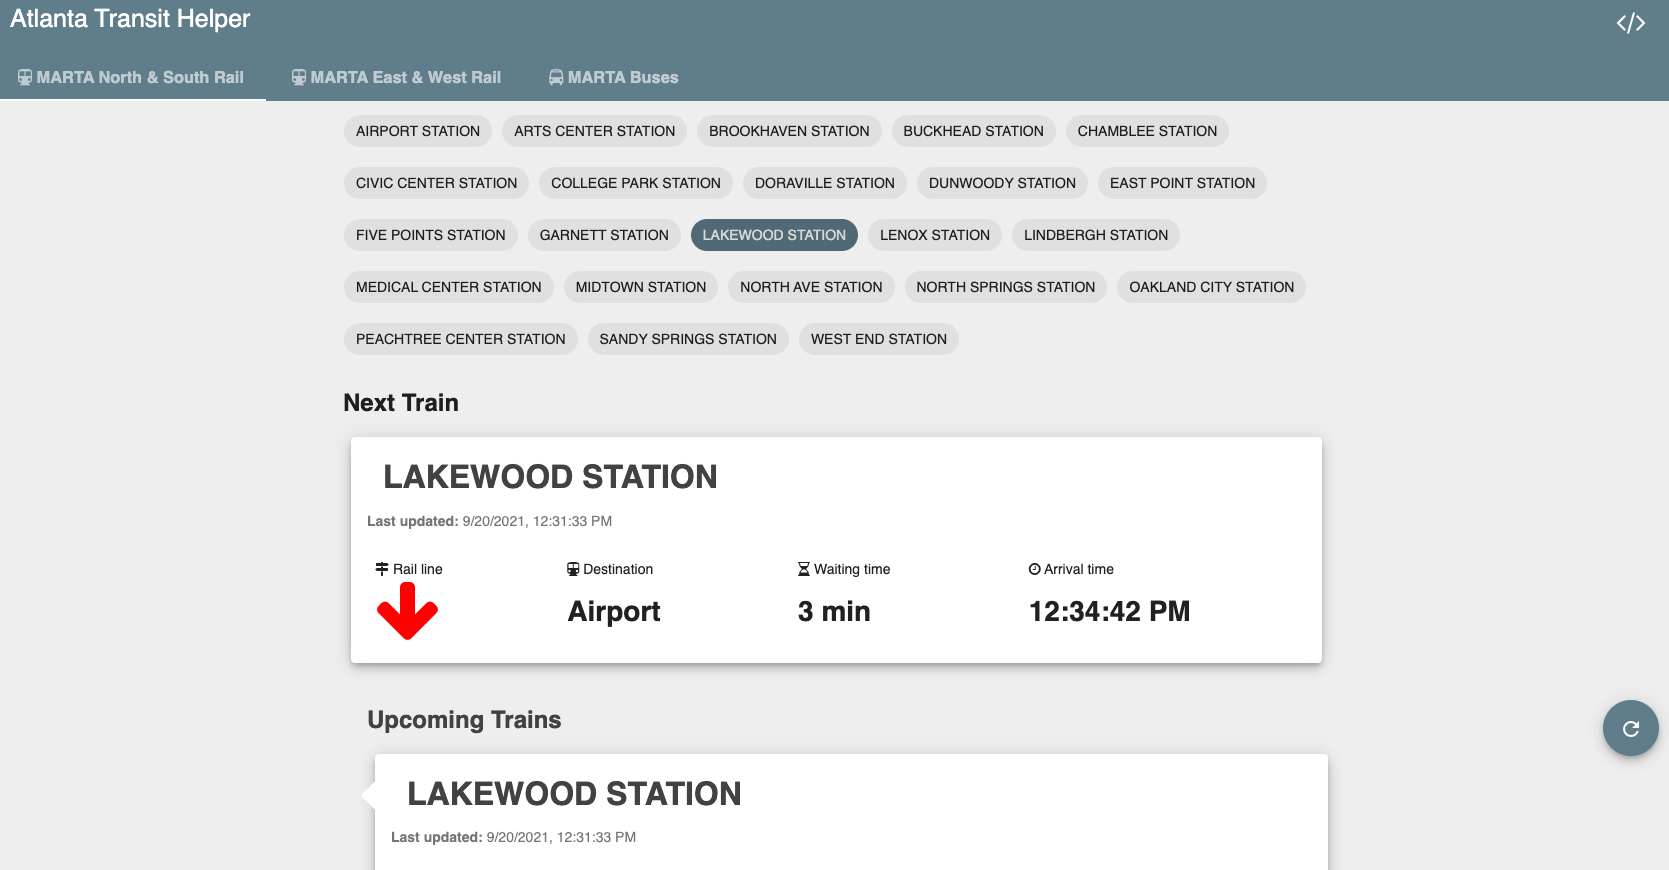 Atlanta Transit Helper
MARTA North & South Rail MARTA East & West Rail MARTA Buses
AIRPORT STATION ARTS CENTER STATION BROOKHAVEN STATION BUCKHEAD STATION CHAMBLEE STATION
CIVIC CENTER STATION COLLEGE PARK STATION DORAVILLE STATION DUNWOODY STATION EAST POINT STATION
FIVE POINTS STATION GARNETT STATION LAKEWOOD STATION LENOX STATION LINDBERGH STATION
MEDICAL CENTER STATION MIDTOWN STATION NORTH AVE STATION NORTH SPRINGS STATION OAKLAND CITY STATION
PEACHTREE CENTER STATION SANDY SPRINGS STATION WEST END STATION
Next Train
LAKEWOOD STATION
Last updated: 9/20/2021, 12:31:33 PM
Rail line Destination Waiting time Arrival time
Airport 3 min 12:34:42 PM
Upcoming Trains
LAKEWOOD STATION
Last updated: 9/20/2021, 12:31:33 PM